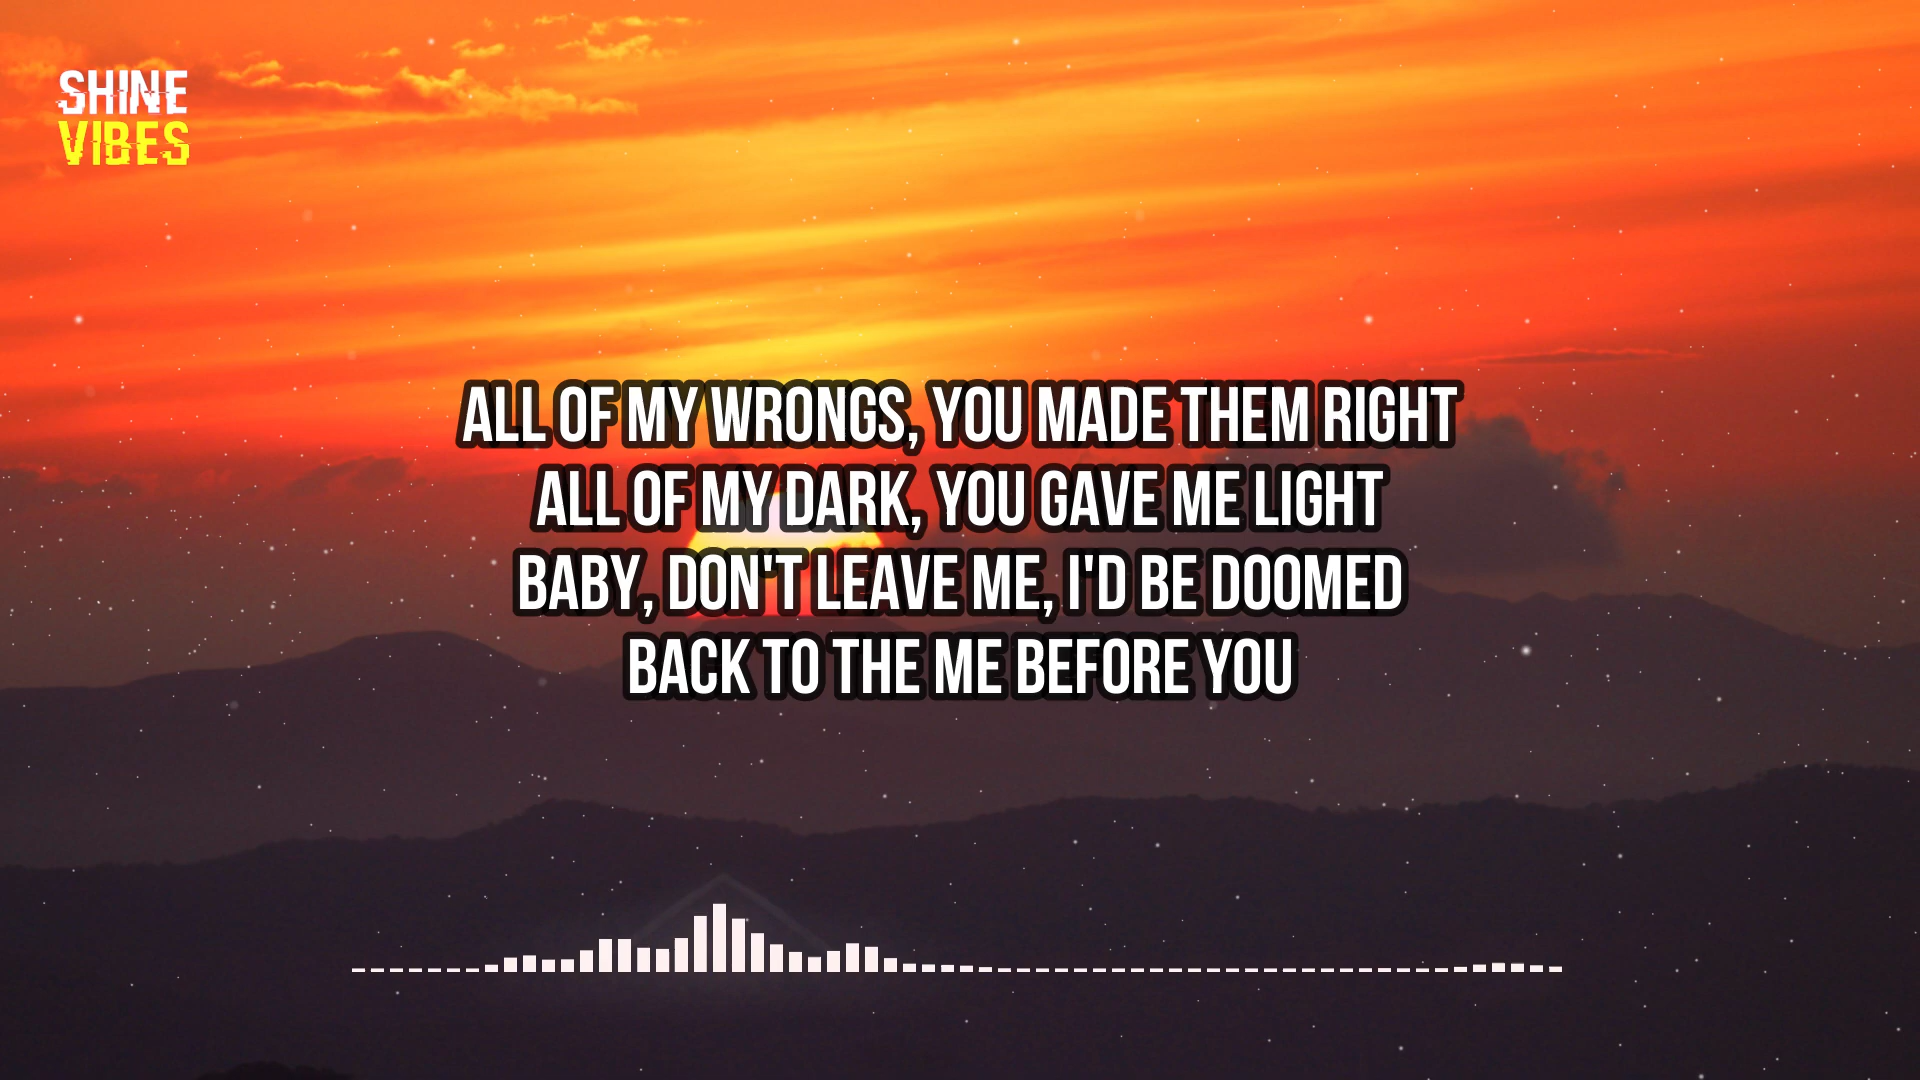 SHINE
VIBES
ALL OF MY WRONGS, YOU MADE THEM RIGHT
ALL OF MY DARK, YOU GAVE ME LIGHT
BABY, DON'T LEAVE ME, I'D BE DOOMED
BACK TO THE ME BEFORE YOU